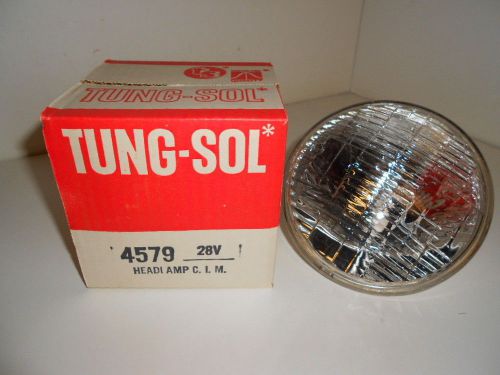 TUNG-SOL*
TUNG-SOL*
4579 28V
HEADLAMP C. I. M.